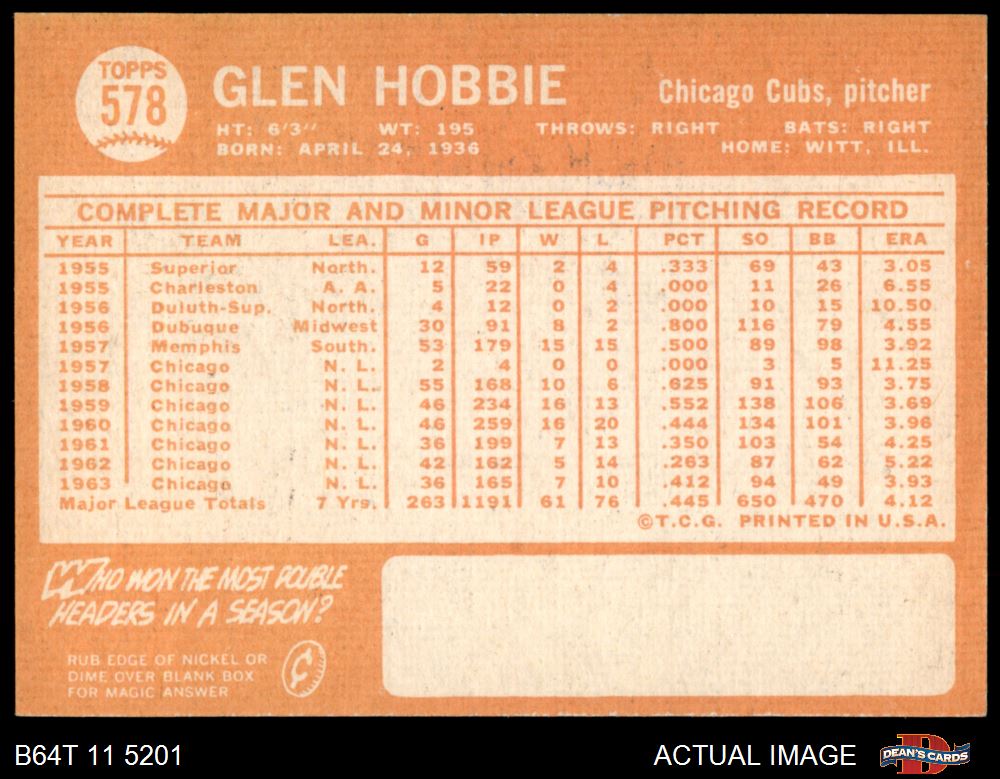 TOPPS
578
GLEN HOBBIE
Chicago Cubs, pitcher
HT: 6'3'' WT: 195 THROWS: RIGHT BATS: RIGHT
BORN: APRIL 24, 1936 HOME: WITT, ILL.
COMPLETE MAJOR AND MINOR LEAGUE PITCHING RECORD
YEAR TEAM LEA. G IP W L PCT SO BB ERA
1955 Superior North. 12 59 2 4 .333 69 43 3.05
1955 Charleston A. A. 5 22 0 4 .000 11 26 6.55
1956 Duluth-Sup. North. 4 12 0 2 .000 10 15 10.50
1956 Dubuque Midwest 30 91 8 2 .800 116 79 4.55
1957 Memphis South. 53 179 15 15 .500 89 98 3.92
1957 Chicago N. L. 2 4 0 0 .000 3 5 11.25
1958 Chicago N. L. 55 168 10 6 .625 91 93 3.75
1959 Chicago N. L. 46 234 16 13 .552 138 106 3.69
1960 Chicago N. L. 46 259 16 20 .444 134 101 3.96
1961 Chicago N. L. 36 199 7 13 .350 103 54 4.25
1962 Chicago N. L. 42 162 5 14 .263 87 62 5.22
1963 Chicago N. L. 36 165 7 10 .412 94 49 3.93
Major League Totals 7 Yrs. 263 1191 61 76 .445 650 470 4.12
©T.C.G. PRINTED IN U.S.A.
WHO WON THE MOST DOUBLE
HEADERS IN A SEASON?
RUB EDGE OF NICKEL OR
DIME OVER BLANK BOX
FOR MAGIC ANSWER
B64T 11 5201
ACTUAL IMAGE
D
DEAN'S CARDS